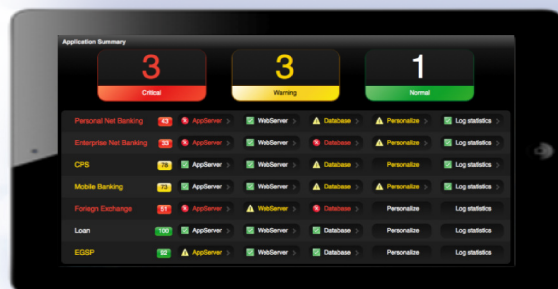 Application Summary
3 3 1
Critical Warning Normal
Personal Net Banking 43 AppServer WebServer Database Personalize Log statistics
Enterprise Net Banking 33 AppServer WebServer Database Personalize Log statistics
CPS 78 AppServer WebServer Database Personalize Log statistics
Mobile Banking 73 AppServer WebServer Database Personalize Log statistics
Foriegn Exchange 51 AppServer WebServer Database Personalize Log statistics
Loan 100 AppServer WebServer Database Personalize Log statistics
EGSP 92 AppServer WebServer Database Personalize Log statistics